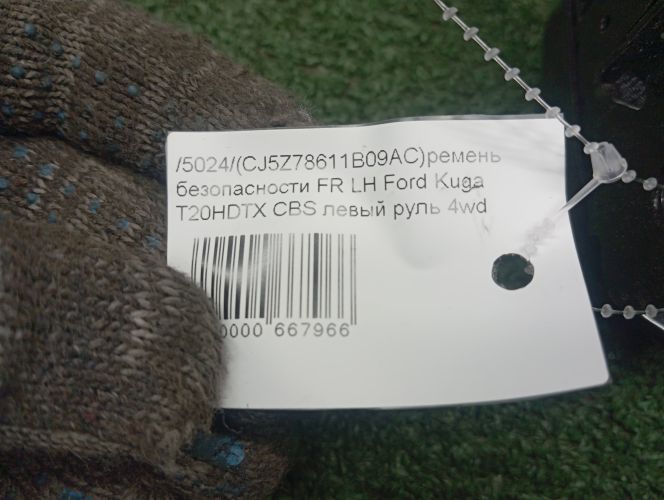 /5024/(CJ5Z78611B09AC)ремень
безопасности FR LH Ford Kuga
T20HDTX CBS левый руль 4wd
0000 667966